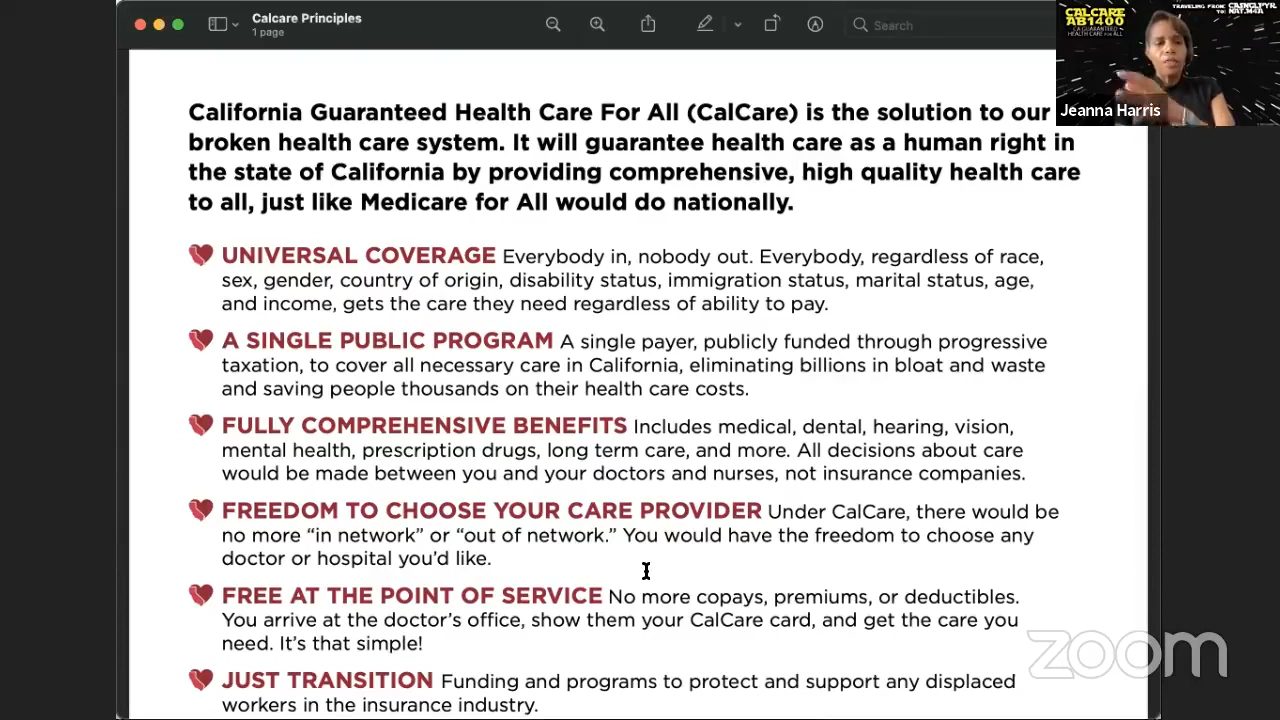 Calcare Principles
1 page
Search
CALCARE
AB1400
CA GUARANTEED
HEALTH CARE FOR ALL
TRAVELING FROM:
TO:
Jeanna Harris
California Guaranteed Health Care For All (CalCare) is the solution to our
broken health care system. It will guarantee health care as a human right in
the state of California by providing comprehensive, high quality health care
to all, just like Medicare for All would do nationally.
UNIVERSAL COVERAGE Everybody in, nobody out. Everybody, regardless of race,
sex, gender, country of origin, disability status, immigration status, marital status, age,
and income, gets the care they need regardless of ability to pay.
A SINGLE PUBLIC PROGRAM A single payer, publicly funded through progressive
taxation, to cover all necessary care in California, eliminating billions in bloat and waste
and saving people thousands on their health care costs.
FULLY COMPREHENSIVE BENEFITS Includes medical, dental, hearing, vision,
mental health, prescription drugs, long term care, and more. All decisions about care
would be made between you and your doctors and nurses, not insurance companies.
FREEDOM TO CHOOSE YOUR CARE PROVIDER Under CalCare, there would be
no more “in network” or “out of network.” You would have the freedom to choose any
doctor or hospital you’d like.
FREE AT THE POINT OF SERVICE No more copays, premiums, or deductibles.
You arrive at the doctor’s office, show them your CalCare card, and get the care you
need. It’s that simple!
JUST TRANSITION Funding and programs to protect and support any displaced
workers in the insurance industry.
zoom